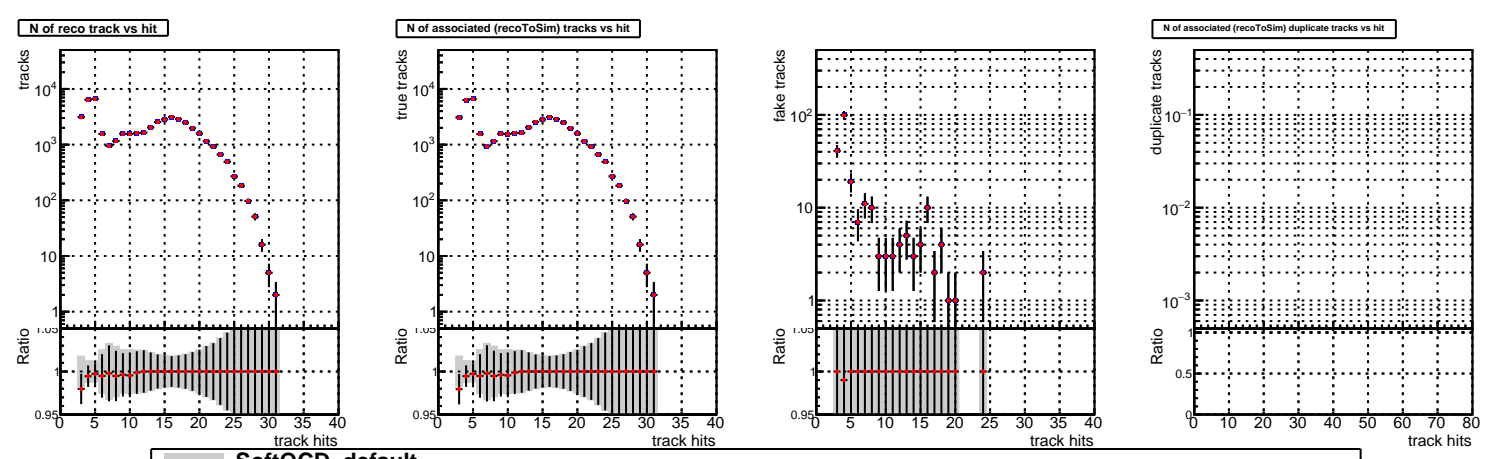 N of reco track vs hit
N of associated (recoToSim) tracks vs hit
N of associated (recoToSim) duplicate tracks vs hit
tracks
10⁴
10³
10²
10
1
Ratio
1.05
1
0.95
0 5 10 15 20 25 30 35 40
track hits
true tracks
10⁴
10³
10²
10
1
Ratio
1.05
1
0.95
0 5 10 15 20 25 30 35 40
track hits
fake tracks
10²
10
1
Ratio
1.05
1
0.95
0 5 10 15 20 25 30 35 40
track hits
duplicate tracks
10⁻¹
10⁻²
10⁻³
Ratio
1
0.5
0
0 10 20 30 40 50 60 70 80
track hits
SoftQCD_default